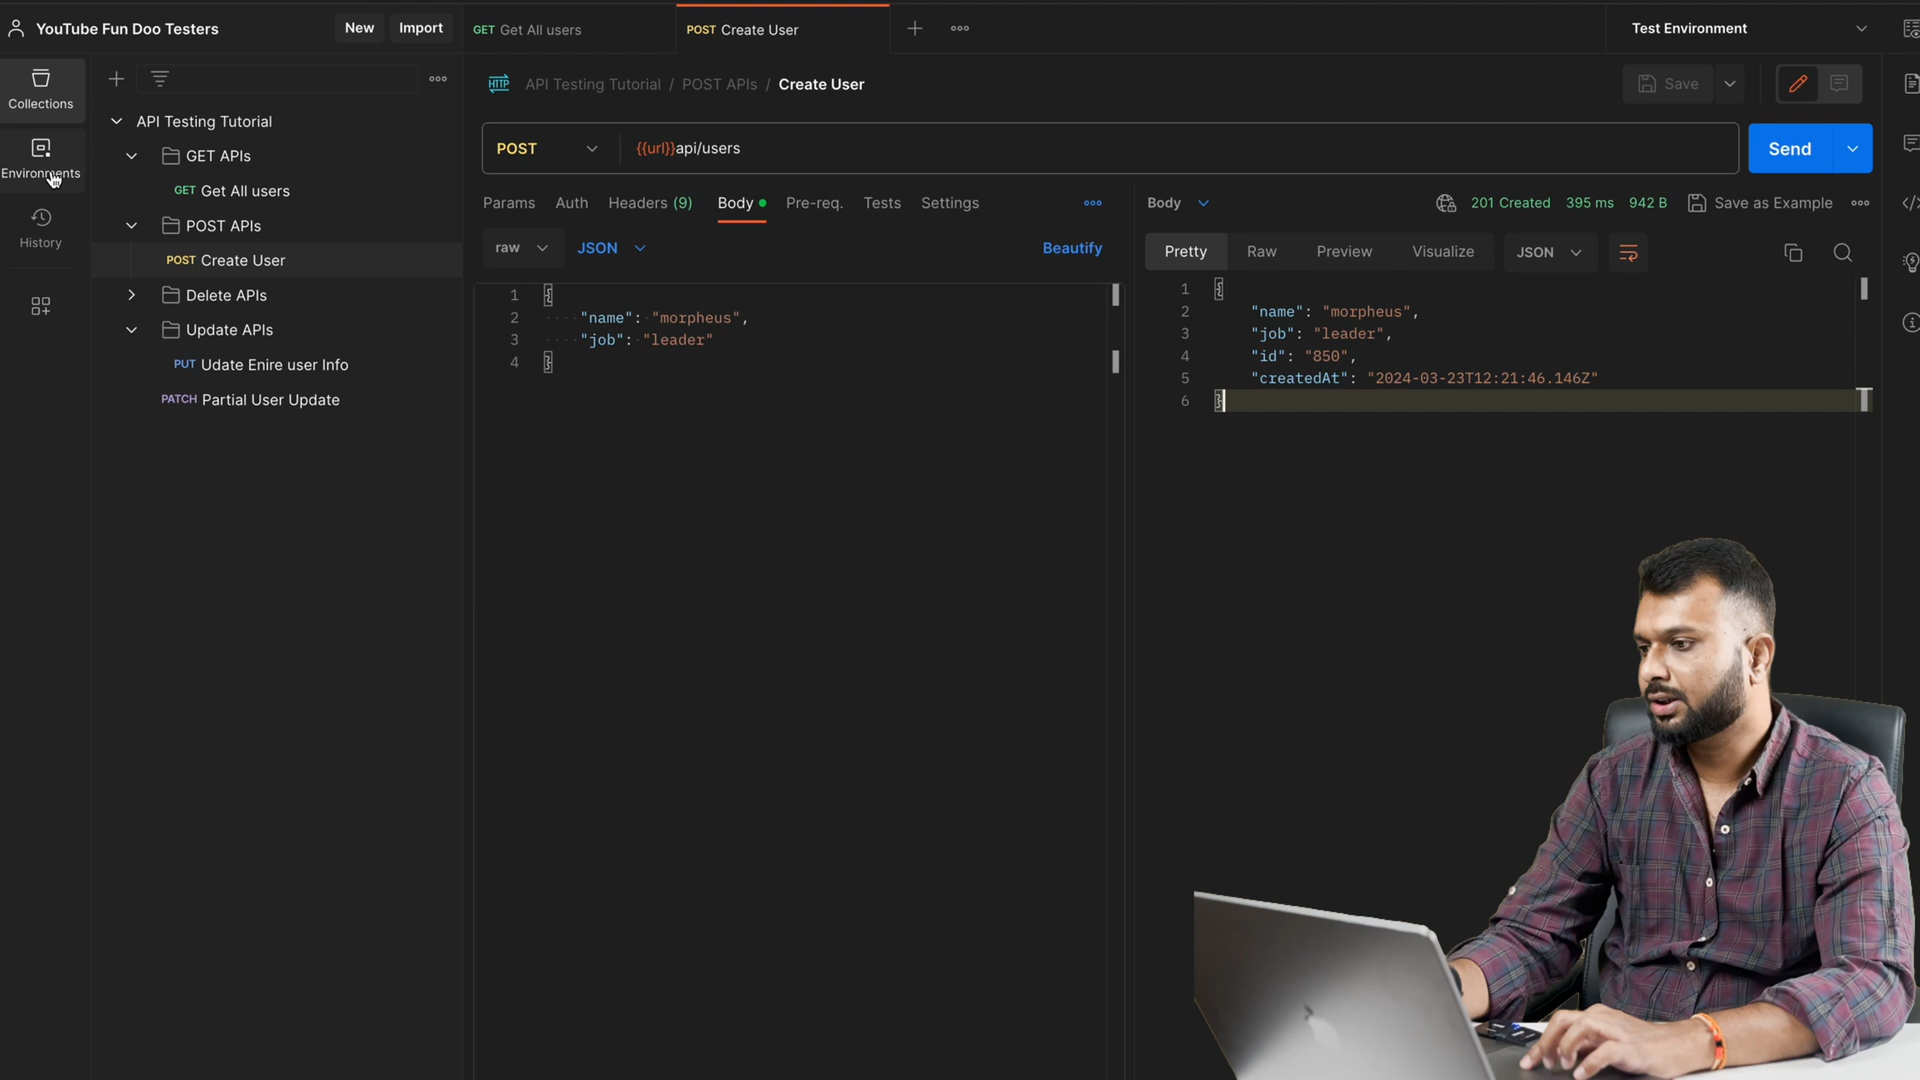 YouTube Fun Doo Testers
New
Import
GET Get All users
POST Create User
Test Environment
Collections
Environments
History
API Testing Tutorial
GET APIs
GET Get All users
POST APIs
POST Create User
Delete APIs
Update APIs
PUT Udate Enire user Info
PATCH Partial User Update
HTTP API Testing Tutorial / POST APIs / Create User
Save
POST
{{url}}api/users
Send
Params Auth Headers (9) Body Pre-req. Tests Settings
raw JSON Beautify
1 {
2 "name": "morpheus",
3 "job": "leader"
4 }
Body 201 Created 395 ms 942 B Save as Example
Pretty Raw Preview Visualize JSON
1 {
2 "name": "morpheus",
3 "job": "leader",
4 "id": "850",
5 "createdAt": "2024-03-23T12:21:46.146Z"
6 }